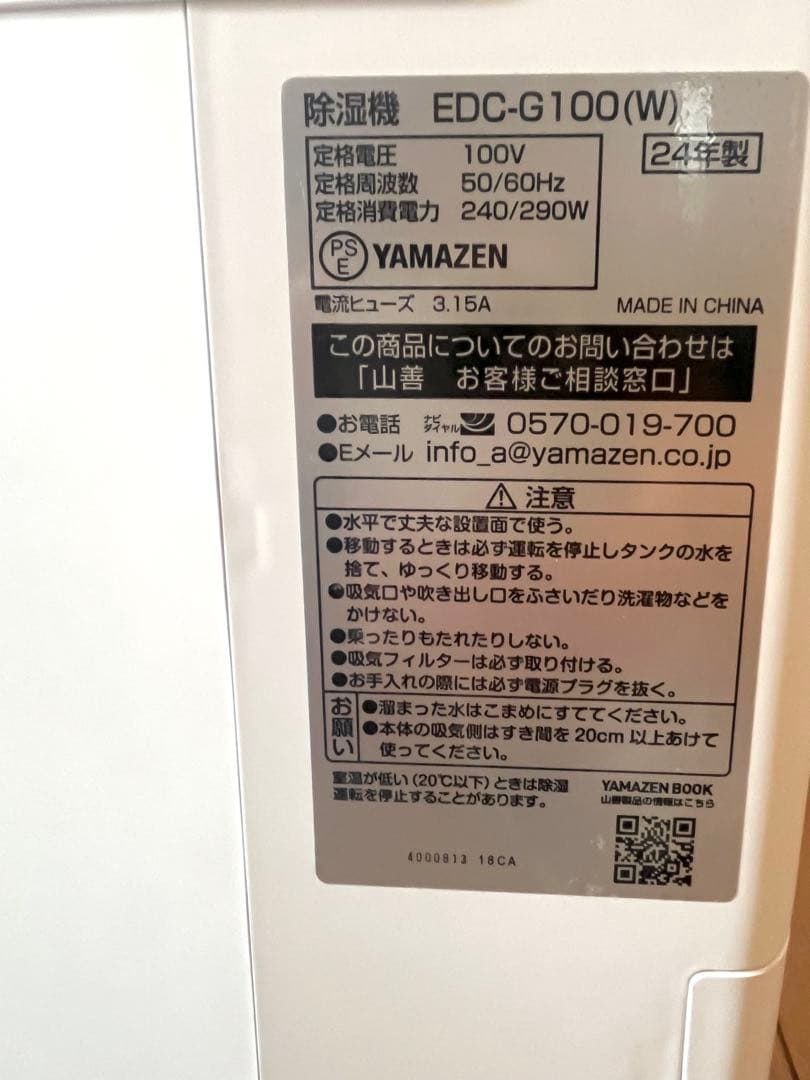 除湿機 EDC-G100(W)
24年製
定格電圧 100V
定格周波数 50/60Hz
定格消費電力 240/290W
PS
E
YAMAZEN
電流ヒューズ 3.15A
MADE IN CHINA
この商品についてのお問い合わせは
「山善 お客様ご相談窓口」
●お電話 ナビダイヤル 0570-019-700
●Eメール info_a@yamazen.co.jp
⚠ 注意
●水平で丈夫な設置面で使う。
●移動するときは必ず運転を停止しタンクの水を
捨て、ゆっくり移動する。
●吸気口や吹き出し口をふさいだり洗濯物などを
かけない。
●乗ったりもたれたりしない。
●吸気フィルターは必ず取り付ける。
●お手入れの際には必ず電源プラグを抜く。
お願い
●溜まった水はこまめにすててください。
●本体の吸気側はすき間を20cm以上あけて
使ってください。
室温が低い(20℃以下)ときは除湿
運転を停止することがあります。
YAMAZEN BOOK
山善製品の情報はこちら
4000813 18CA